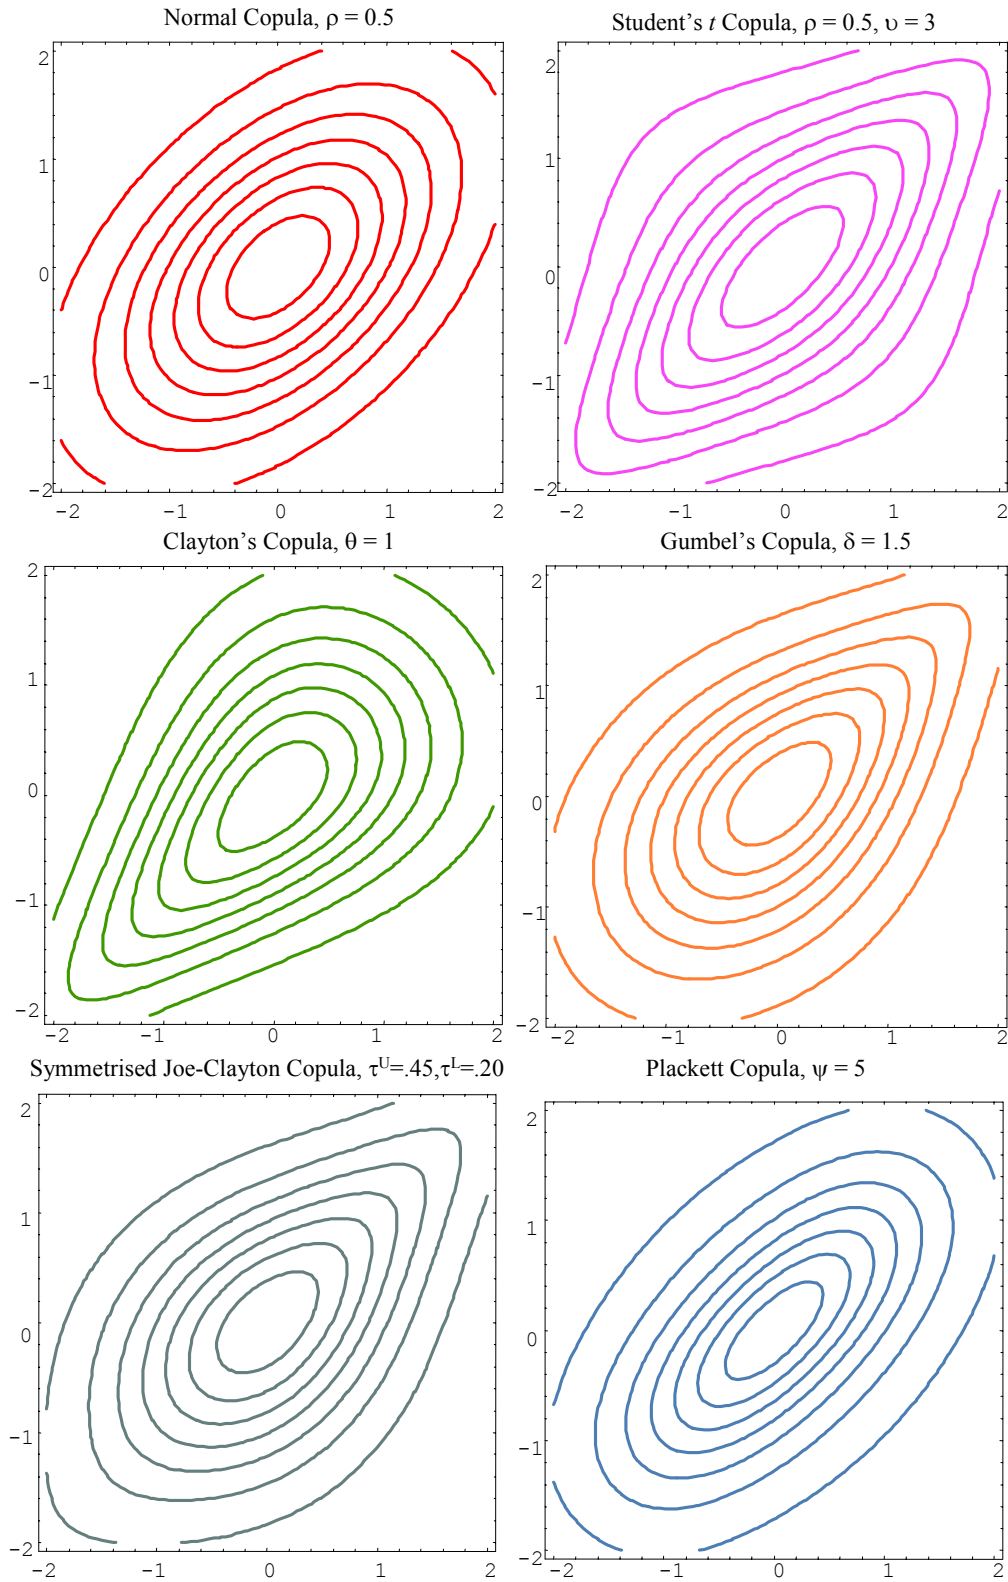 Normal Copula, ρ = 0.5
2
1
0
-1
-2
-2 -1 0 1 2
Student's t Copula, ρ = 0.5, υ = 3
2
1
0
-1
-2
-2 -1 0 1 2
Clayton's Copula, θ = 1
2
1
0
-1
-2
-2 -1 0 1 2
Gumbel's Copula, δ = 1.5
2
1
0
-1
-2
-2 -1 0 1 2
Symmetrised Joe-Clayton Copula, τU=.45,τL=.20
2
1
0
-1
-2
-2 -1 0 1 2
Plackett Copula, ψ = 5
2
1
0
-1
-2
-2 -1 0 1 2